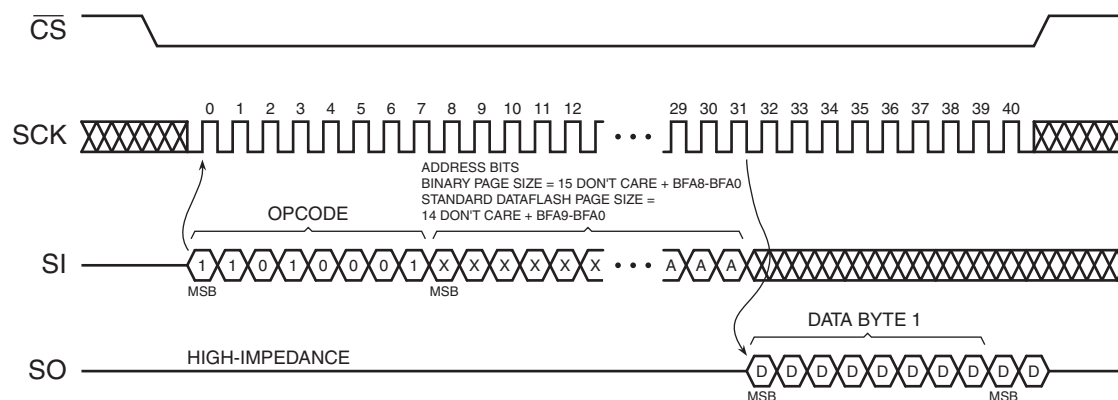 CS
SCK
0 1 2 3 4 5 6 7 8 9 10 11 12 29 30 31 32 33 34 35 36 37 38 39 40
• • •
ADDRESS BITS
BINARY PAGE SIZE = 15 DON'T CARE + BFA8-BFA0
STANDARD DATAFLASH PAGE SIZE =
14 DON'T CARE + BFA9-BFA0
OPCODE
SI
1 1 0 1 0 0 0 1 X X X X X X • • • A A A
MSB MSB
DATA BYTE 1
HIGH-IMPEDANCE
SO
D D D D D D D D D D
MSB MSB